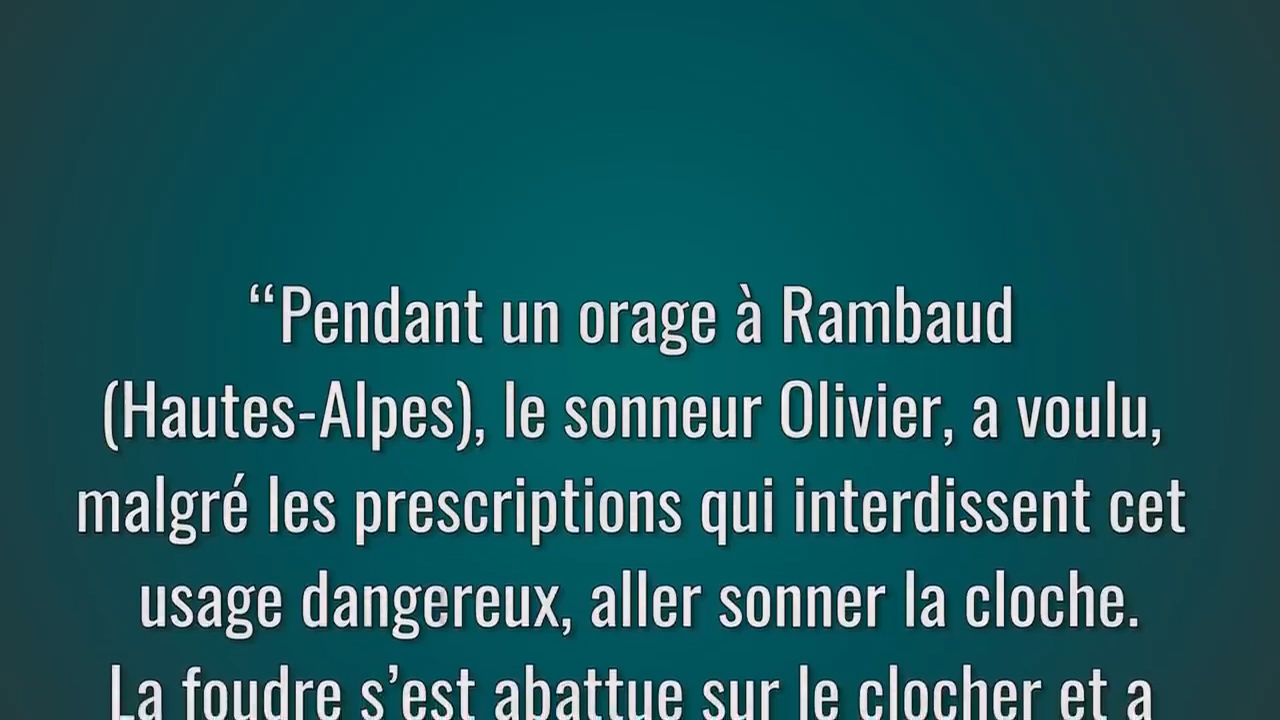 “Pendant un orage à Rambaud
(Hautes-Alpes), le sonneur Olivier, a voulu,
malgré les prescriptions qui interdissent cet
usage dangereux, aller sonner la cloche.
La foudre s’est abattue sur le clocher et a